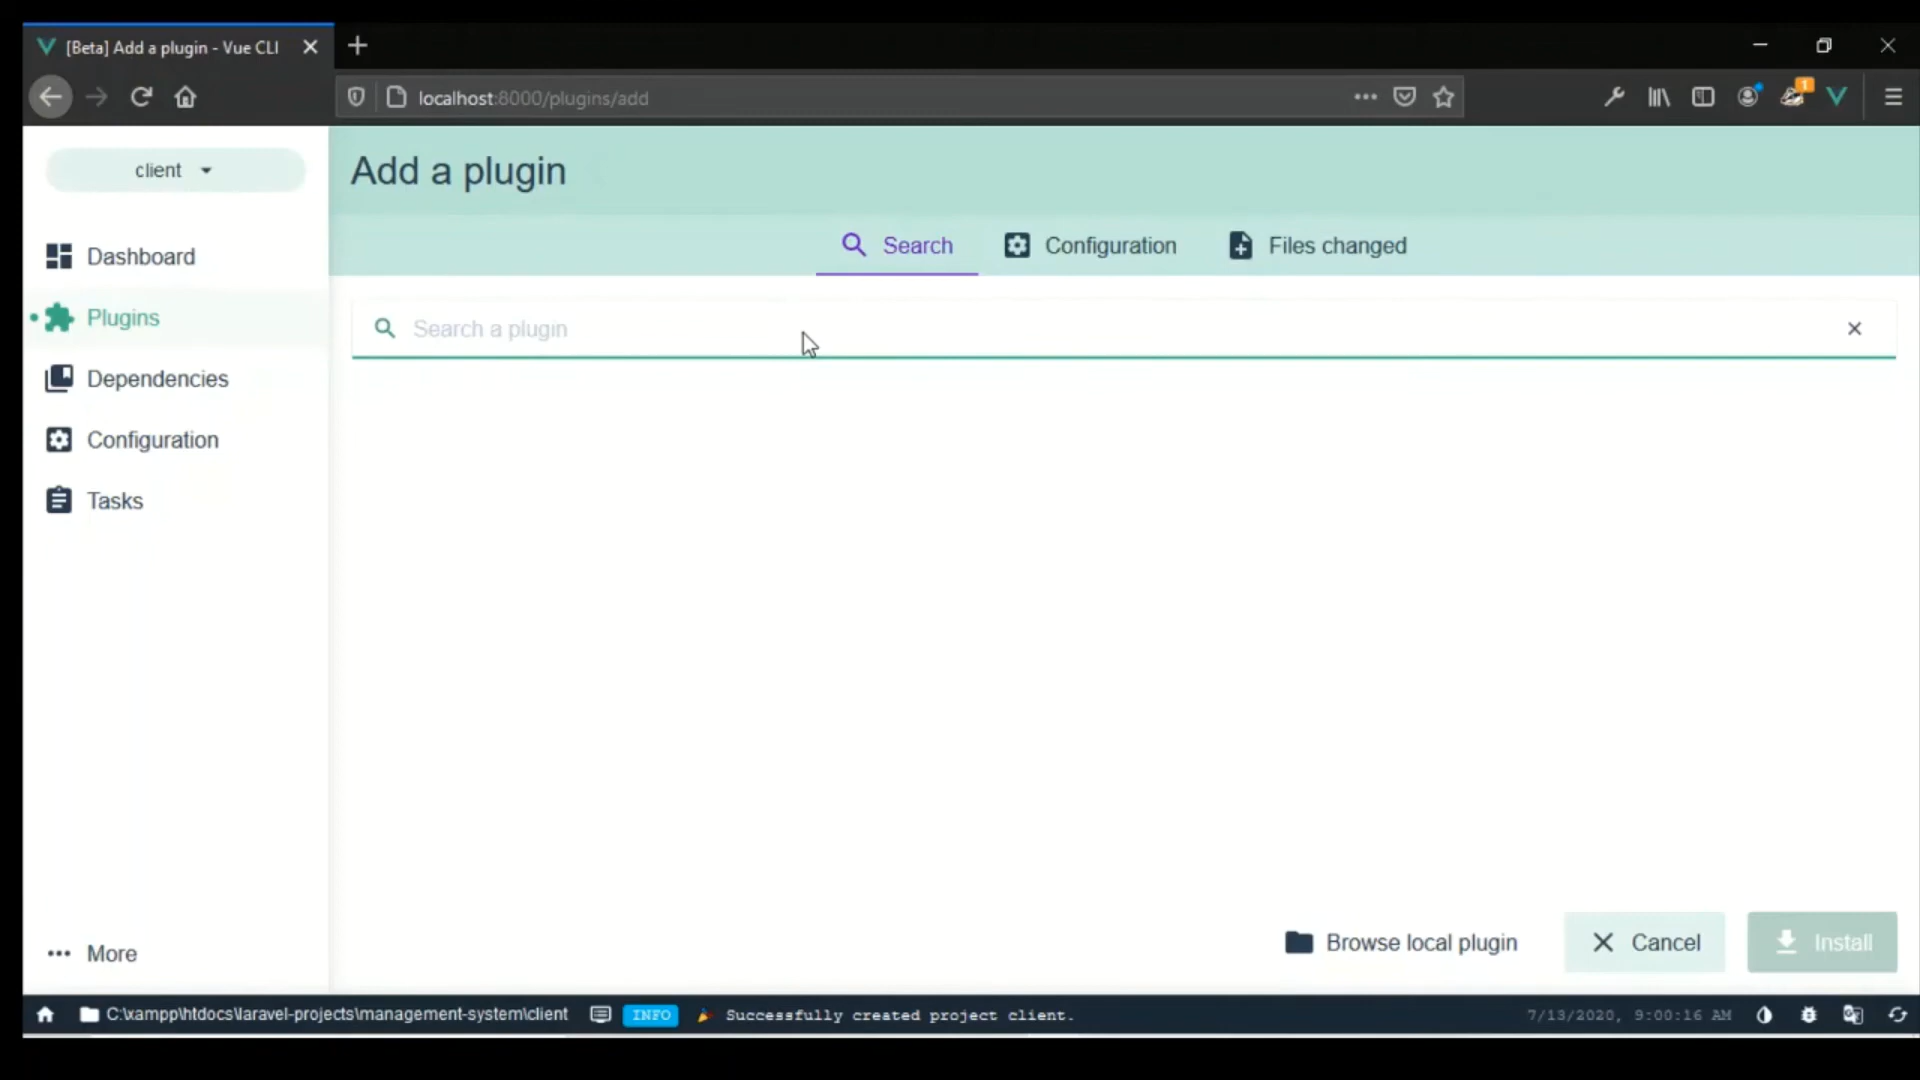 [Beta] Add a plugin - Vue CLI
localhost:8000/plugins/add
1
client
Add a plugin
Search
Configuration
Files changed
Dashboard
Plugins
Dependencies
Configuration
Tasks
More
Search a plugin
Browse local plugin
Cancel
Install
C:\xampp\htdocs\laravel-projects\management-system\client
INFO
Successfully created project client.
7/13/2020, 9:00:16 AM